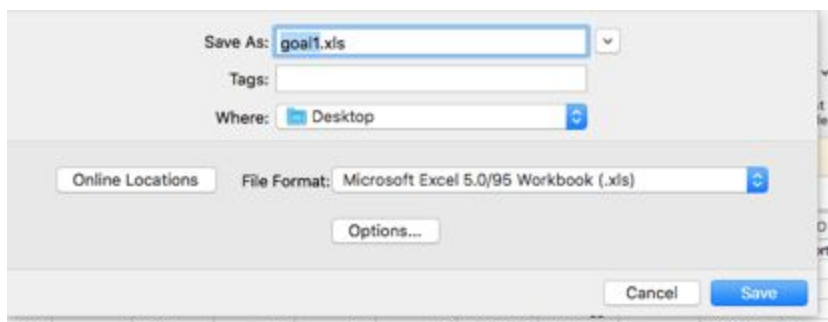 Save As: goal1.xls
Tags:
Where: Desktop
Online Locations File Format: Microsoft Excel 5.0/95 Workbook (.xls)
Options...
Cancel Save